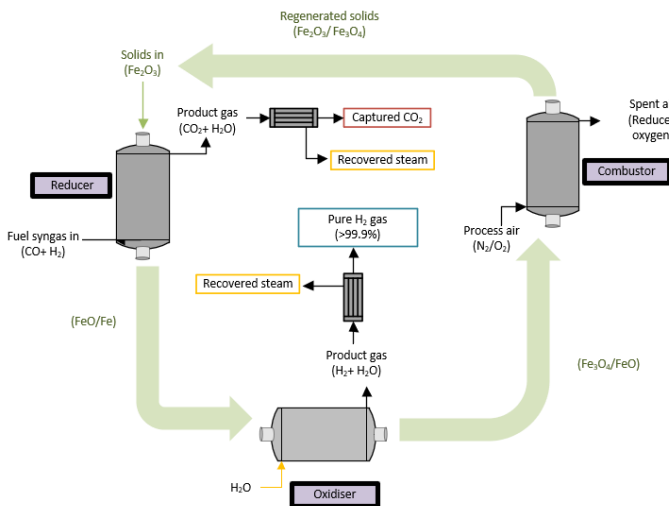 Regenerated solids
(Fe₂O₃/ Fe₃O₄)
Solids in
(Fe₂O₃)
Product gas
(CO₂+ H₂O)
Captured CO₂
Recovered steam
Spent a
(Reduce
oxygen
Reducer
Combustor
Fuel syngas in
(CO+ H₂)
Pure H₂ gas
(>99.9%)
Process air
(N₂/O₂)
Recovered steam
(FeO/Fe)
Product gas
(H₂+ H₂O)
(Fe₃O₄/FeO)
H₂O
Oxidiser